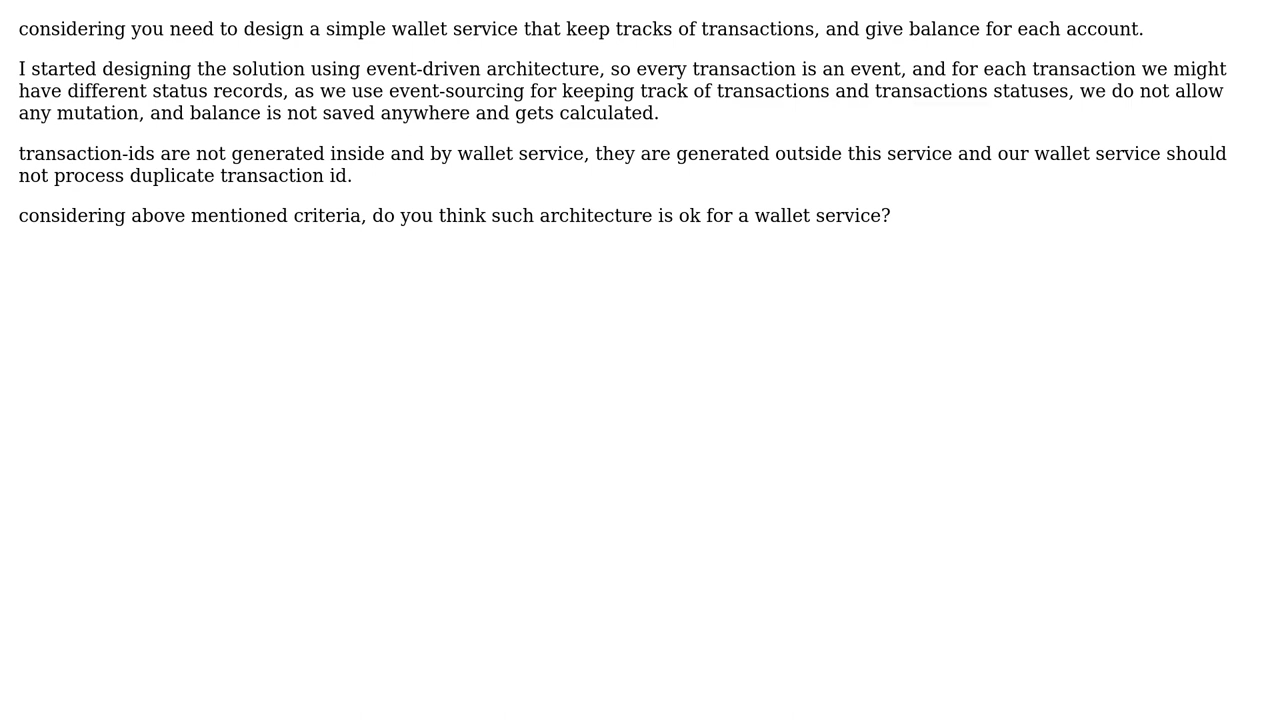 considering you need to design a simple wallet service that keep tracks of transactions, and give balance for each account.
I started designing the solution using event-driven architecture, so every transaction is an event, and for each transaction we might
have different status records, as we use event-sourcing for keeping track of transactions and transactions statuses, we do not allow
any mutation, and balance is not saved anywhere and gets calculated.
transaction-ids are not generated inside and by wallet service, they are generated outside this service and our wallet service should
not process duplicate transaction id.
considering above mentioned criteria, do you think such architecture is ok for a wallet service?